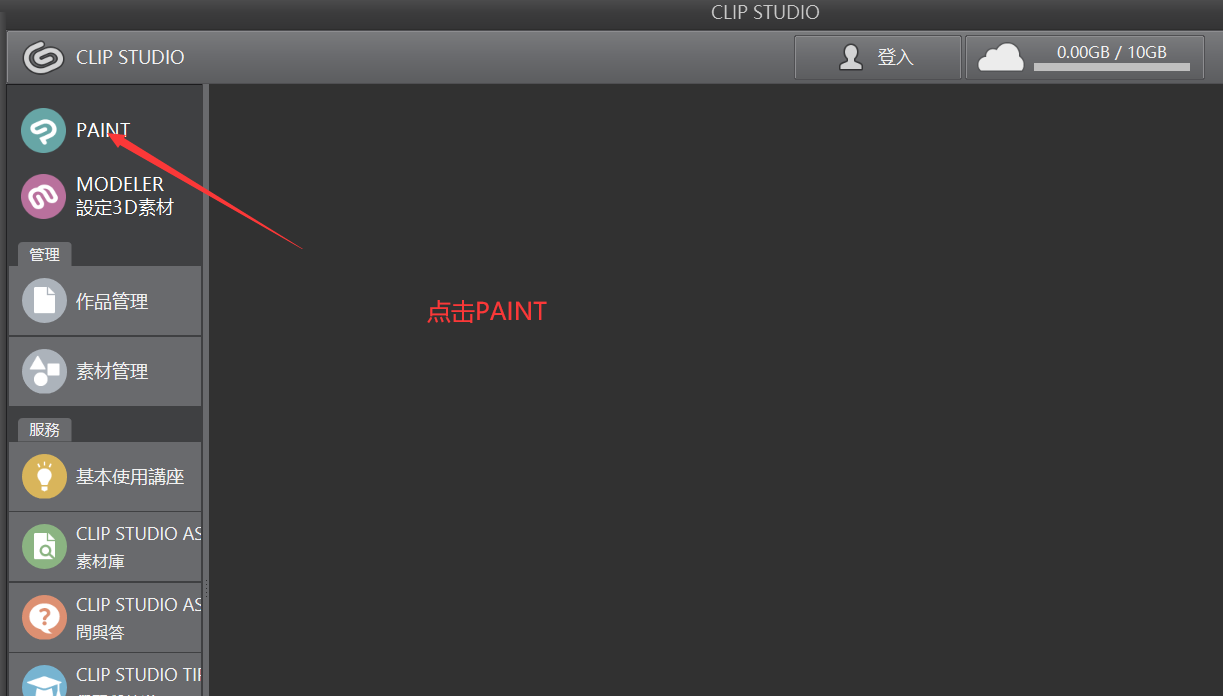 CLIP STUDIO
CLIP STUDIO
登入
0.00GB / 10GB
PAINT
MODELER
設定3D素材
管理
作品管理
点击PAINT
素材管理
服務
基本使用講座
CLIP STUDIO AS
素材庫
CLIP STUDIO AS
問與答
CLIP STUDIO TIP